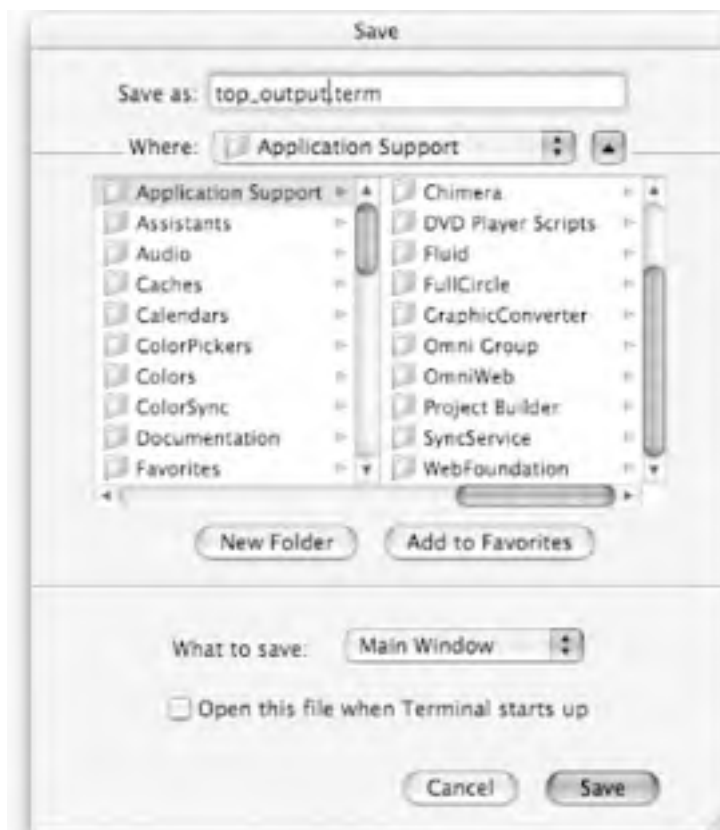 Save
Save as: top_output.term
Where: Application Support
Application Support
Assistants
Audio
Caches
Calendars
ColorPickers
Colors
ColorSync
Documentation
Favorites
Chimera
DVD Player Scripts
Fluid
FullCircle
GraphicConverter
Omni Group
OmniWeb
Project Builder
SyncService
WebFoundation
New Folder
Add to Favorites
What to save: Main Window
Open this file when Terminal starts up
Cancel
Save